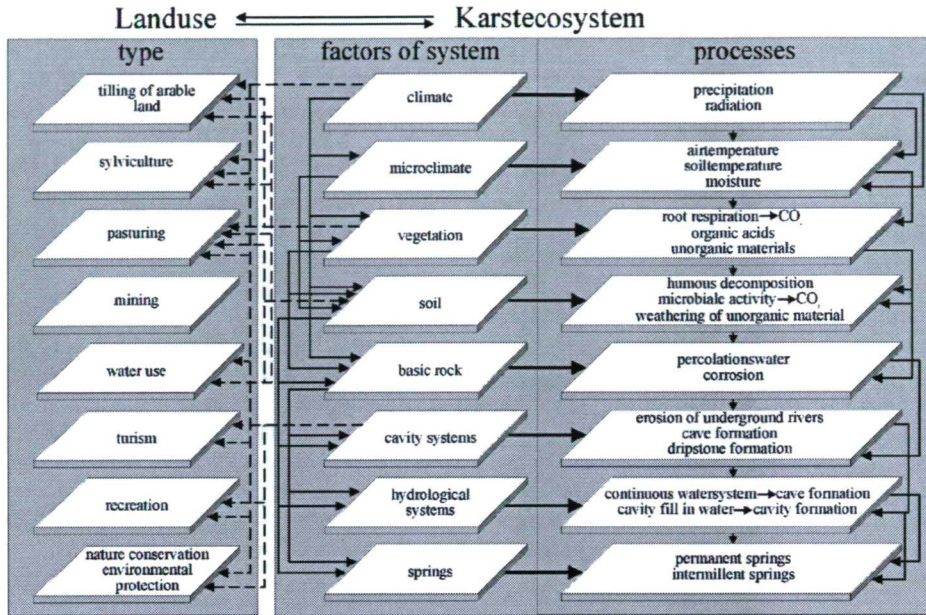 Landuse
Karstecosystem
type
factors of system
processes
tilling of arable
land
sylviculture
pasturing
mining
water use
turism
recreation
nature conservation
environmental
protection
climate
microclimate
vegetation
soil
basic rock
cavity systems
hydrological
systems
springs
precipitation
radiation
airtemperature
soiltemperature
moisture
root respiration→CO,
organic acids
unorganic materials
humous decomposition
microbiale activity→CO,
weathering of unorganic material
percolationswater
corrosion
erosion of underground rivers
cave formation
dripstone formation
continuous watersystem→cave formation
cavity fill in water→cavity formation
permanent springs
intermillent springs